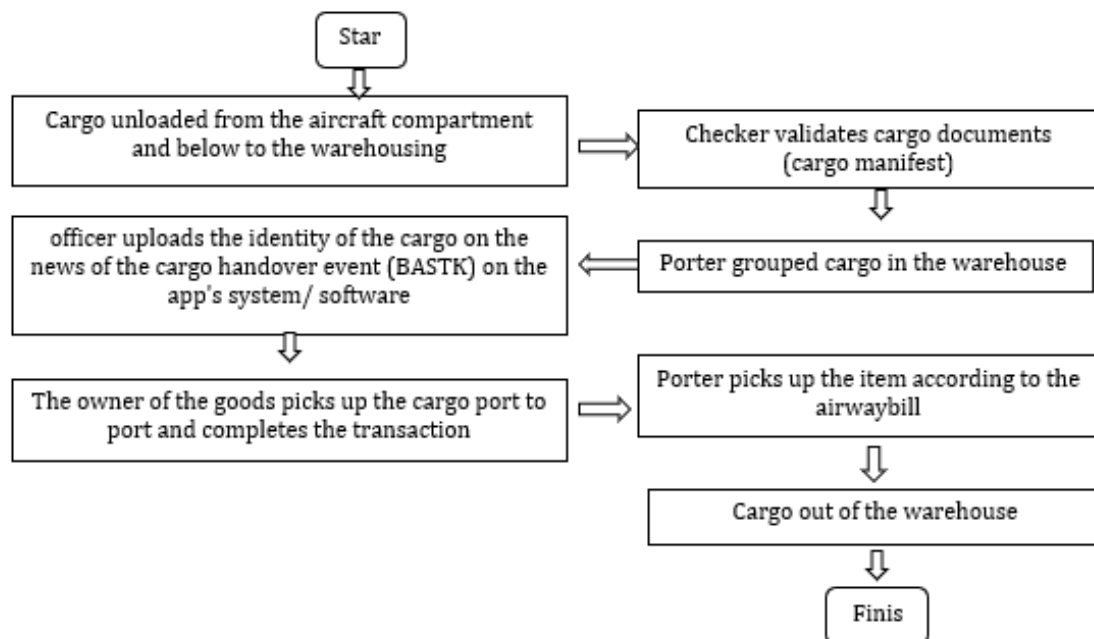 Star
Cargo unloaded from the aircraft compartment
and below to the warehousing
Checker validates cargo documents
(cargo manifest)
Porter grouped cargo in the warehouse
officer uploads the identity of the cargo on the
news of the cargo handover event (BASTK) on the
app's system/ software
The owner of the goods picks up the cargo port to
port and completes the transaction
Porter picks up the item according to the
airwaybill
Cargo out of the warehouse
Finis